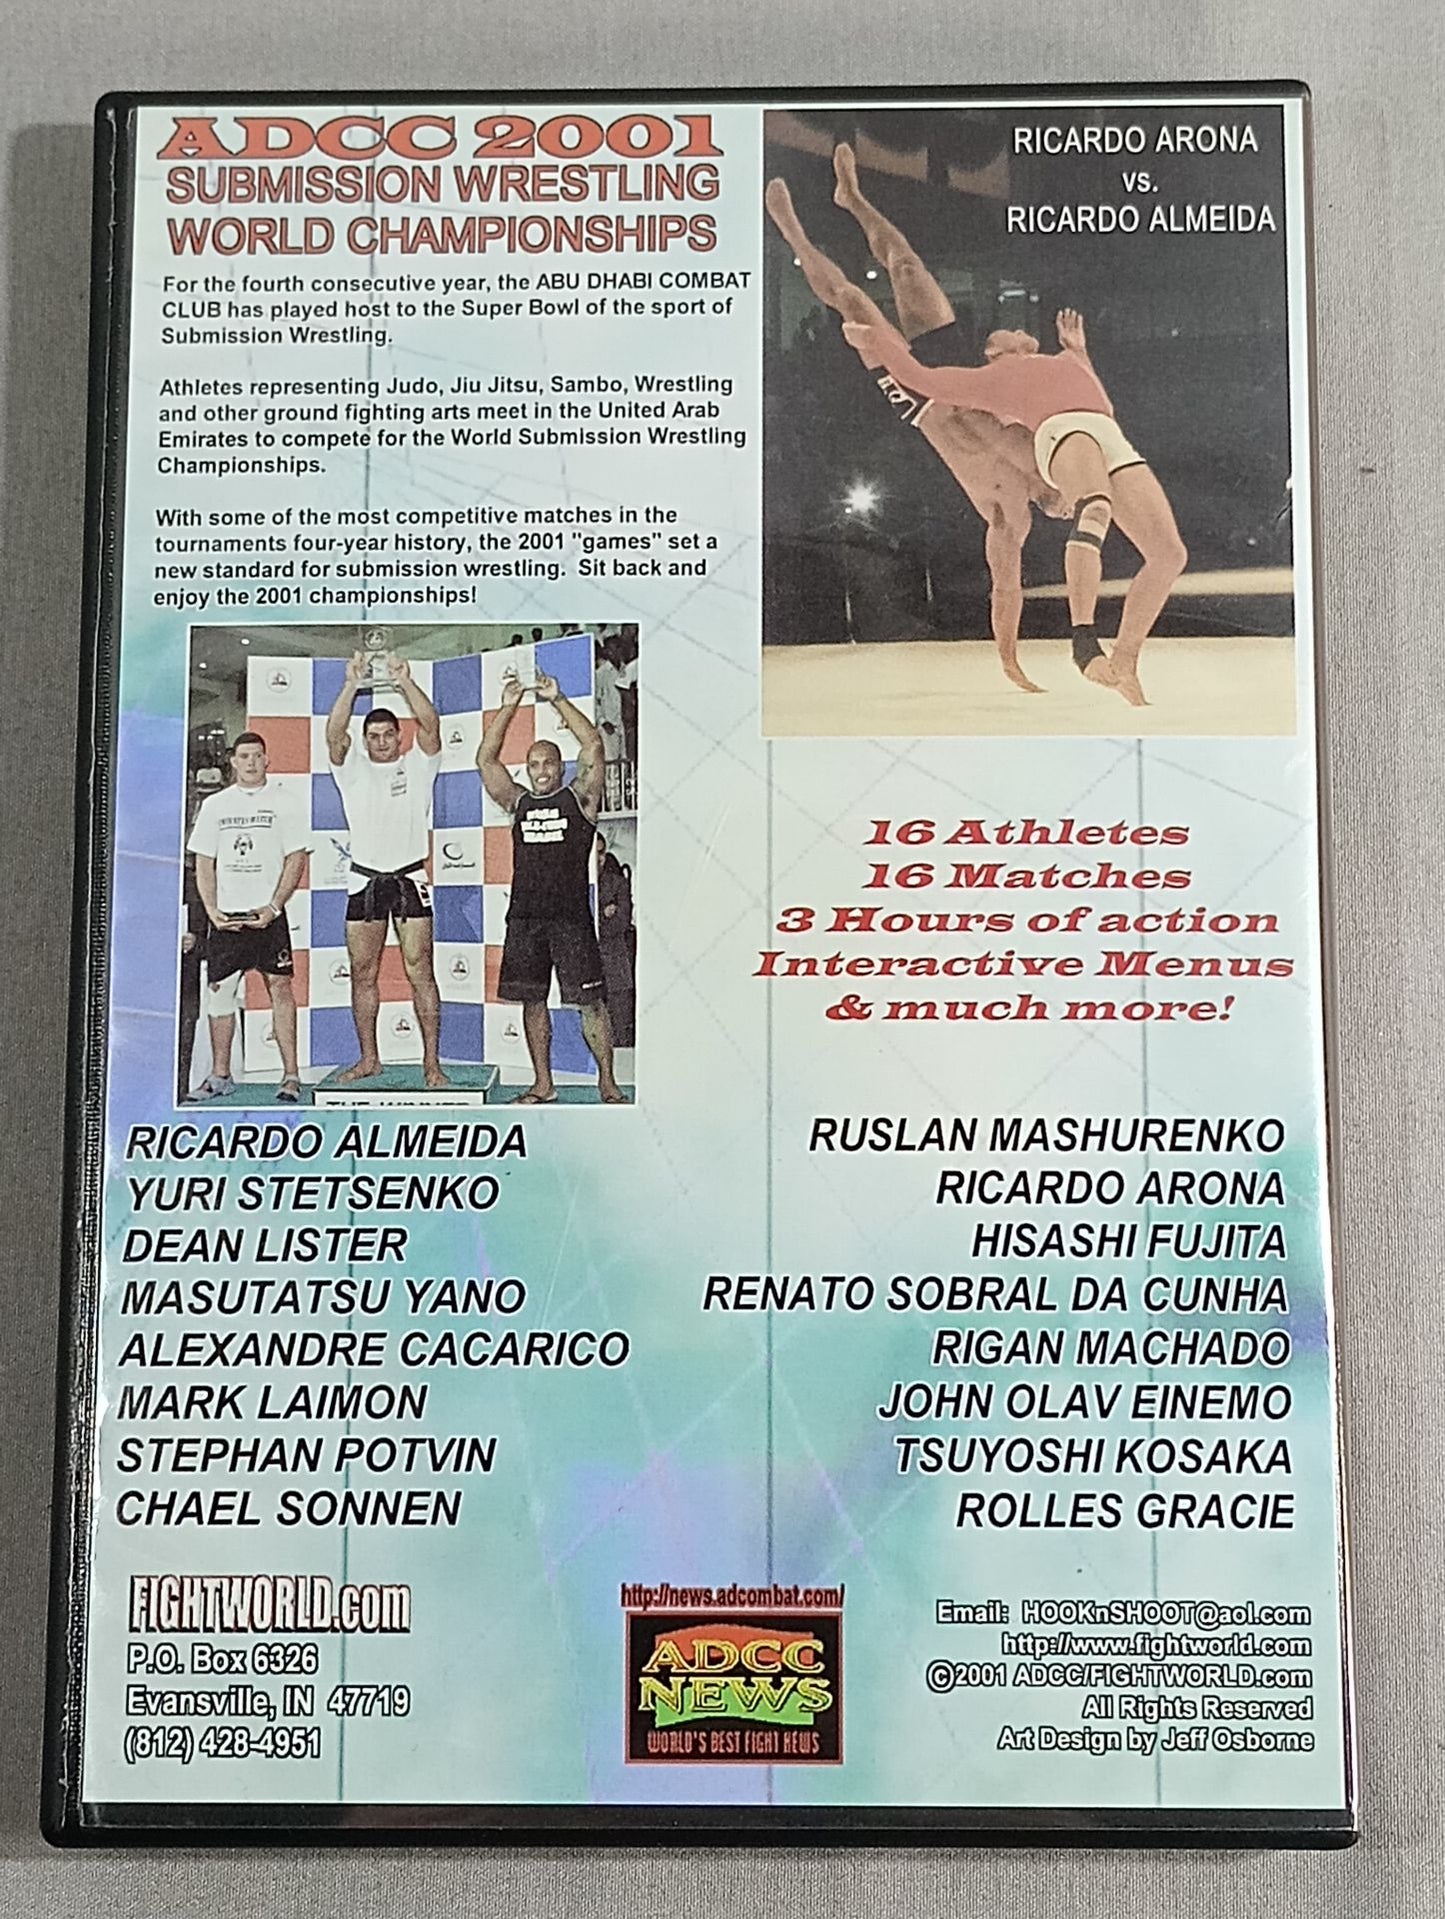 ADCC 2001
SUBMISSION WRESTLING
WORLD CHAMPIONSHIPS
For the fourth consecutive year, the ABU DHABI COMBAT
CLUB has played host to the Super Bowl of the sport of
Submission Wrestling.
Athletes representing Judo, Jiu Jitsu, Sambo, Wrestling
and other ground fighting arts meet in the United Arab
Emirates to compete for the World Submission Wrestling
Championships.
With some of the most competitive matches in the
tournaments four-year history, the 2001 "games" set a
new standard for submission wrestling. Sit back and
enjoy the 2001 championships!
RICARDO ARONA
vs.
RICARDO ALMEIDA
16 Athletes
16 Matches
3 Hours of action
Interactive Menus
& much more!
RICARDO ALMEIDA
YURI STETSENKO
DEAN LISTER
MASUTATSU YANO
ALEXANDRE CACARICO
MARK LAIMON
STEPHAN POTVIN
CHAEL SONNEN
RUSLAN MASHURENKO
RICARDO ARONA
HISASHI FUJITA
RENATO SOBRAL DA CUNHA
RIGAN MACHADO
JOHN OLAV EINEMO
TSUYOSHI KOSAKA
ROLLES GRACIE
FIGHTWORLD.com
P.O. Box 6326
Evansville, IN 47719
(812) 428-4951
http://news.adcombat.com/
ADCC
NEWS
WORLD'S BEST FIGHT NEWS
Email: HOOKnSHOOT@aol.com
http://www.fightworld.com
©2001 ADCC/FIGHTWORLD.com
All Rights Reserved
Art Design by Jeff Osborne